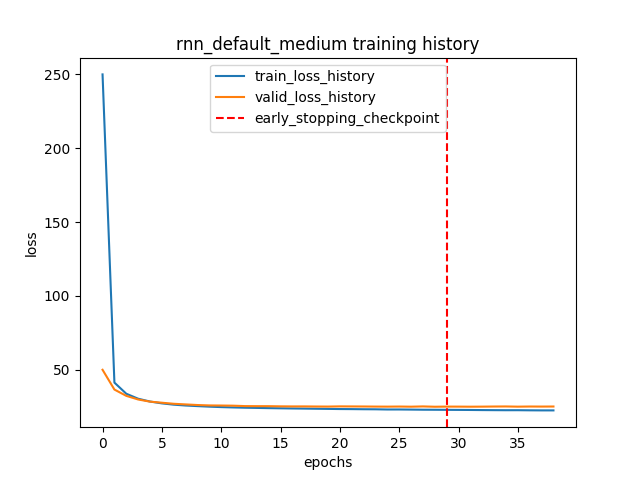 rnn_default_medium training history
train_loss_history
valid_loss_history
early_stopping_checkpoint
loss
250
200
150
100
50
0 5 10 15 20 25 30 35
epochs